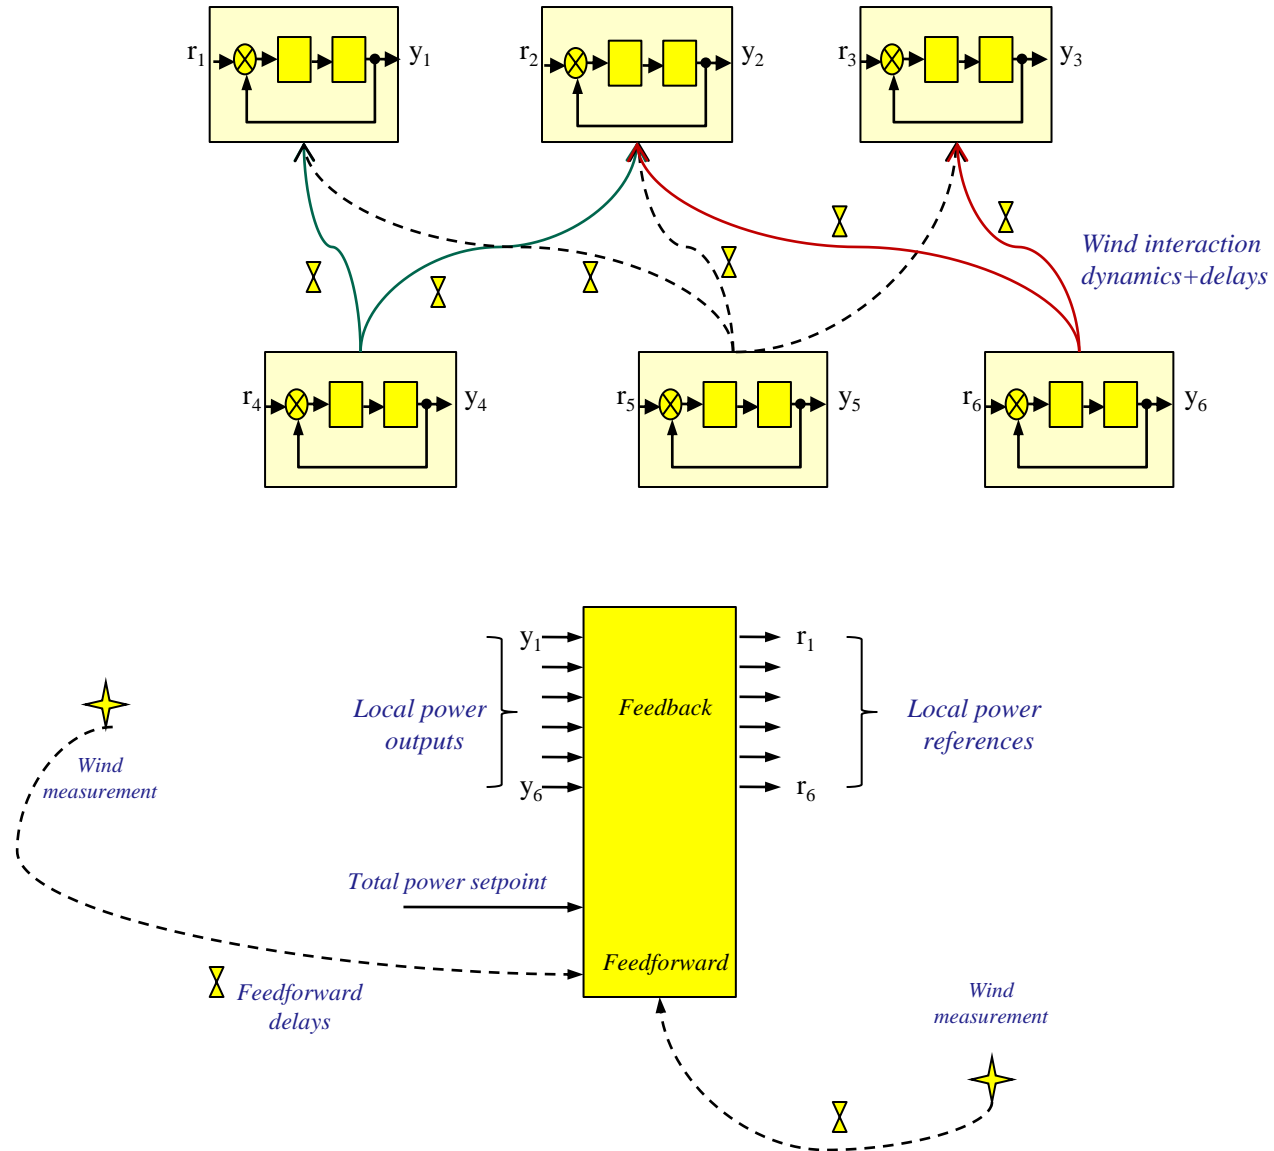 r₁ y₁ r₂ y₂ r₃ y₃
Wind interaction
dynamics+delays
r₄ y₄ r₅ y₅ r₆ y₆
y₁ r₁
Feedback
Local power
outputs
Local power
references
Wind
measurement
y₆ r₆
Total power setpoint
Feedforward
Feedforward
delays
Wind
measurement